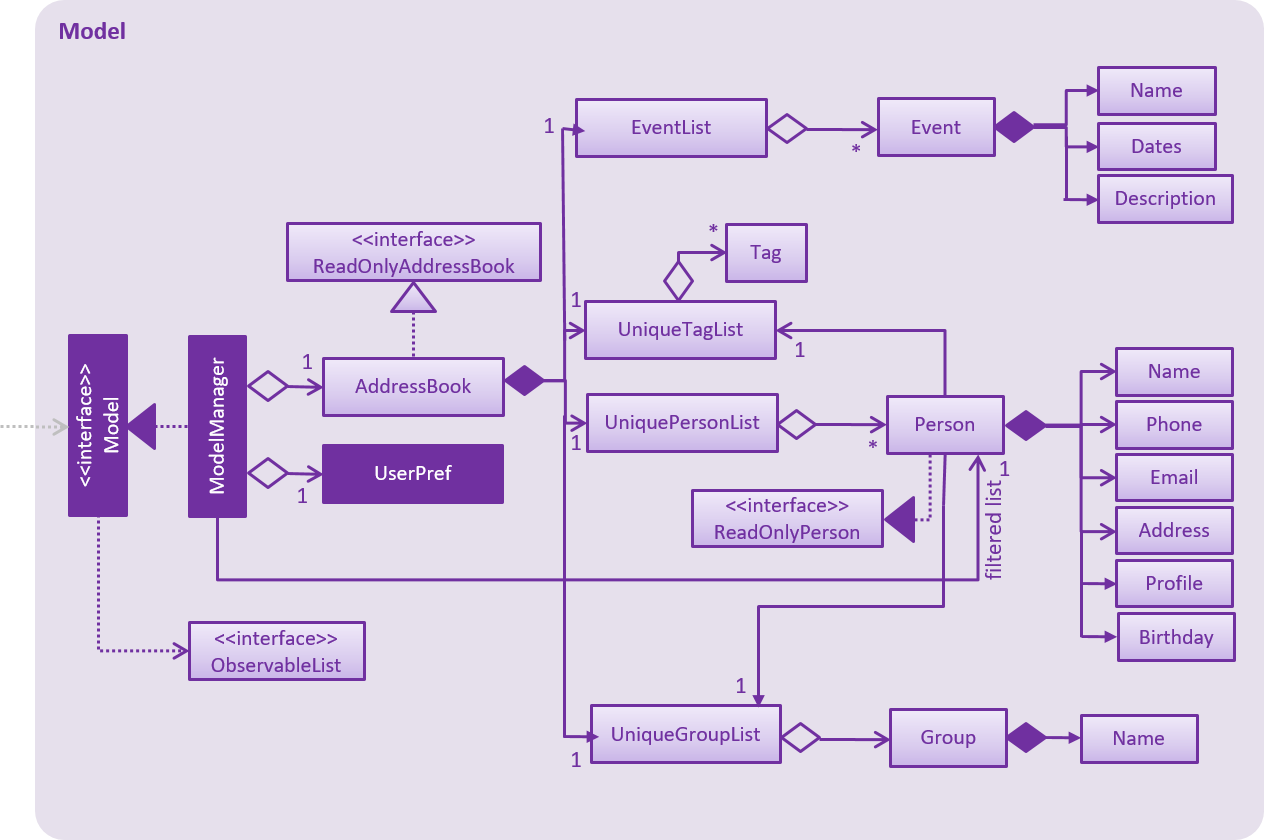 Model
Name
1
EventList
Event
*
Dates
Description
<<interface>>
ReadOnlyAddressBook
*
Tag
1
UniqueTagList
1
<<interface>>
Model
ModelManager
1
AddressBook
UniquePersonList
1
*
Person
1
filtered list
Name
Phone
Email
Address
Profile
Birthday
1
UserPref
<<interface>>
ReadOnlyPerson
<<interface>>
ObservableList
1
UniqueGroupList
1
Group
Name